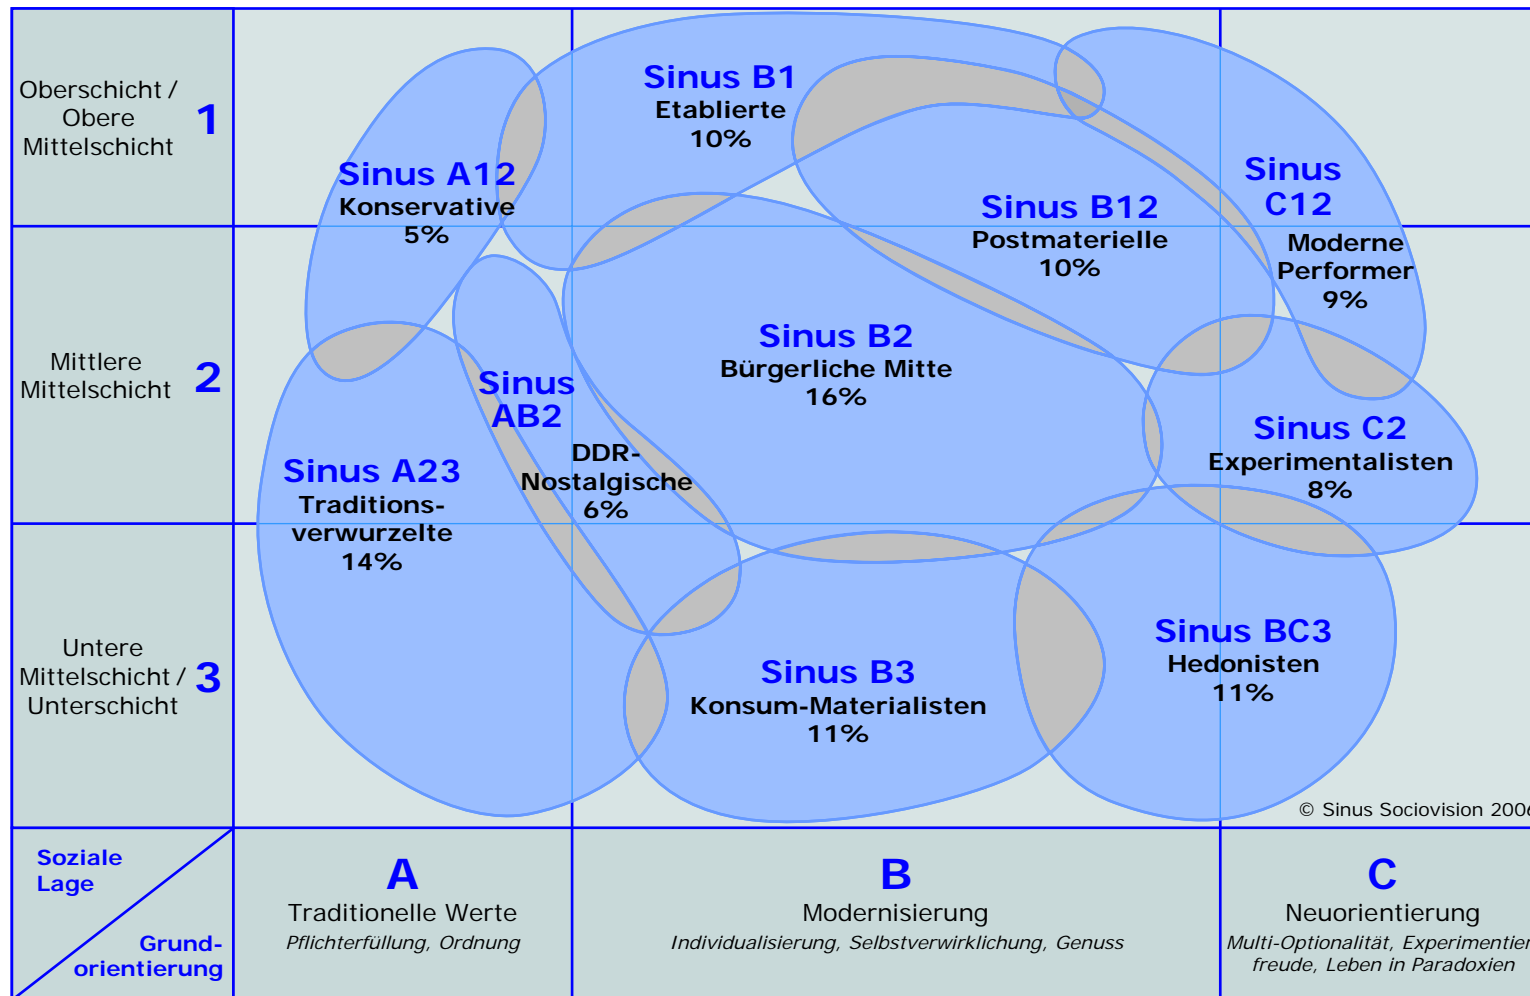 Oberschicht /
Obere
Mittelschicht
1
Sinus B1
Etablierte
10%
Sinus A12
Konservative
5%
Sinus B12
Postmaterielle
10%
Sinus
C12
Moderne
Performer
9%
Mittlere
Mittelschicht
2
Sinus B2
Bürgerliche Mitte
16%
Sinus
AB2
DDR-
Nostalgische
6%
Sinus A23
Traditions-
verwurzelte
14%
Sinus C2
Experimentalisten
8%
Untere
Mittelschicht /
Unterschicht
3
Sinus B3
Konsum-Materialisten
11%
Sinus BC3
Hedonisten
11%
© Sinus Sociovision 2006
Soziale
Lage
Grund-
orientierung
A
Traditionelle Werte
Pflichterfüllung, Ordnung
B
Modernisierung
Individualisierung, Selbstverwirklichung, Genuss
C
Neuorientierung
Multi-Optionalität, Experimentier-
freude, Leben in Paradoxien